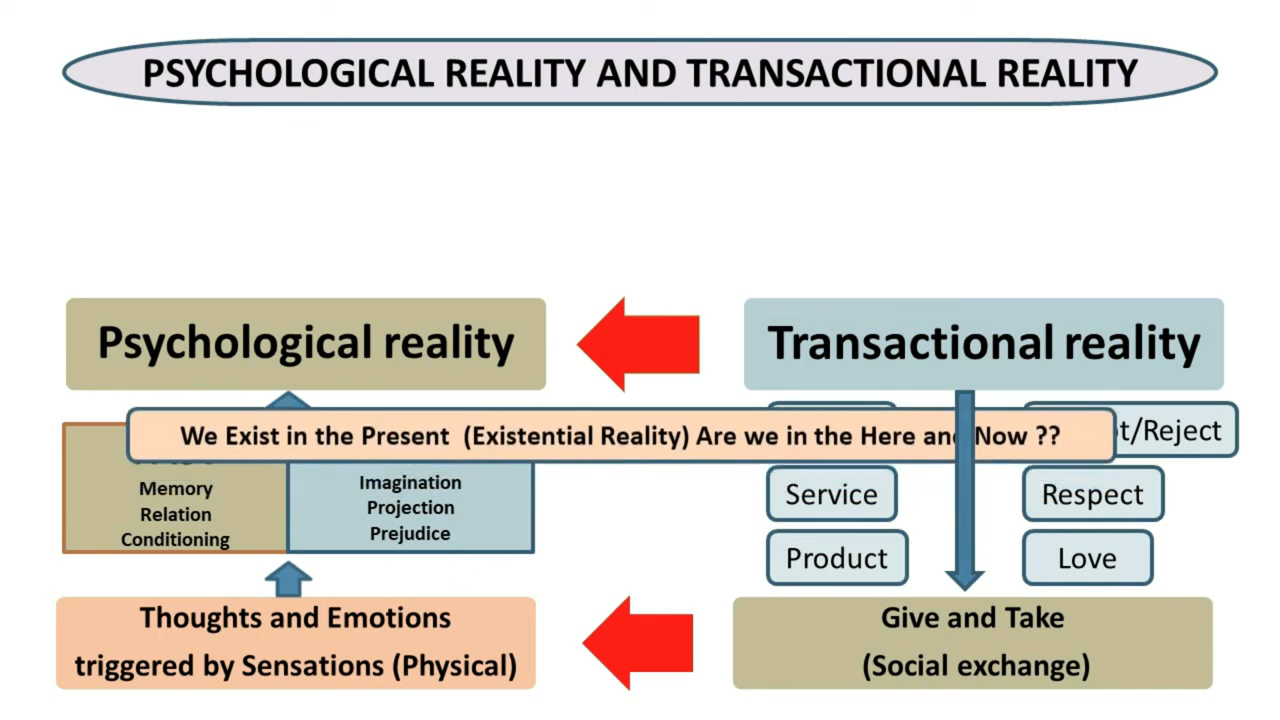 PSYCHOLOGICAL REALITY AND TRANSACTIONAL REALITY
Psychological reality
Transactional reality
We Exist in the Present (Existential Reality) Are we in the Here and Now ??
t/Reject
Memory
Relation
Conditioning
Imagination
Projection
Prejudice
Service
Respect
Product
Love
Thoughts and Emotions
triggered by Sensations (Physical)
Give and Take
(Social exchange)